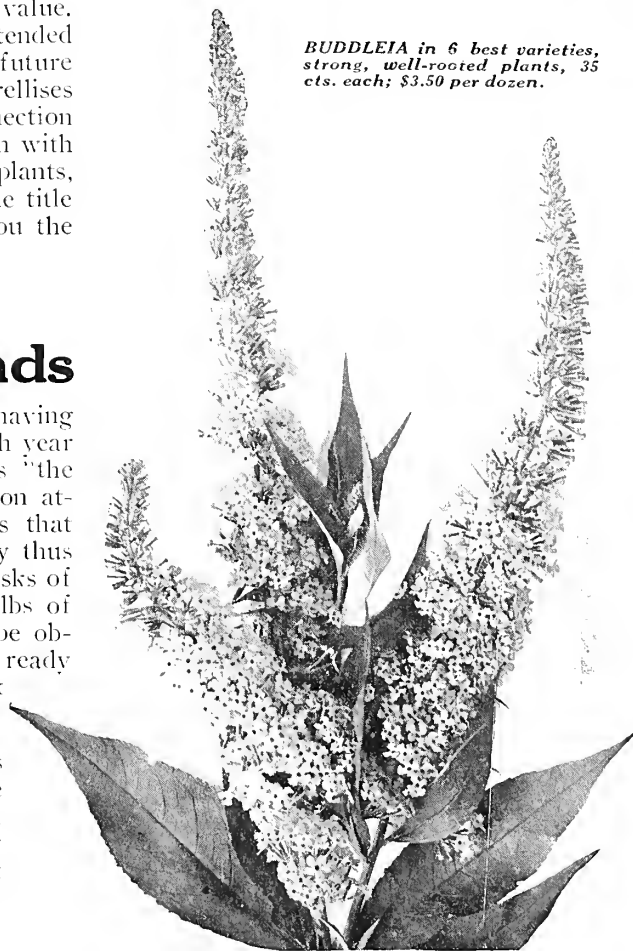 value.
tended
future
rellises
nection
n with
plants,
e title
ou the
BUDDLEIA in 6 best varieties,
strong, well-rooted plants, 35
cts. each; $3.50 per dozen.
nds
having
h year
s "the
on at-
s that
y thus
sks of
lbs of
be ob-
ready